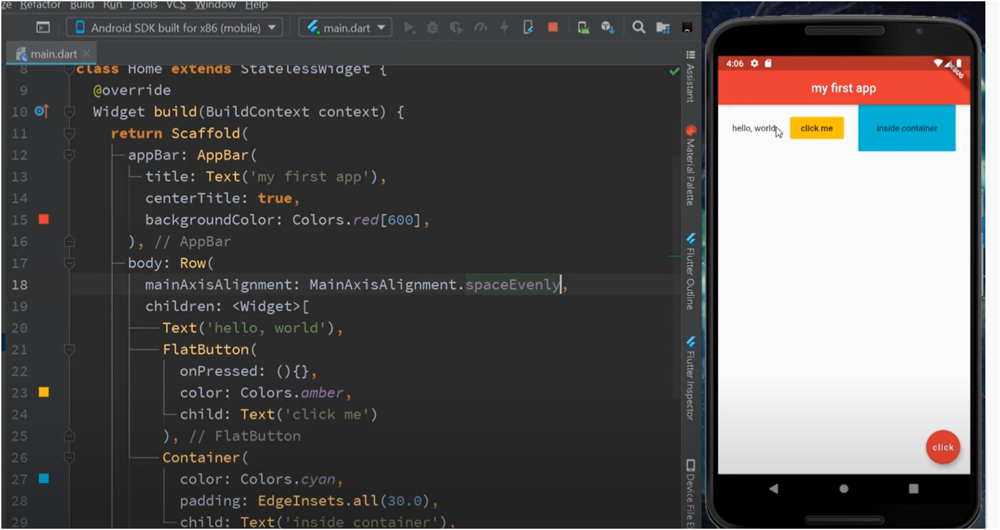 ze Refactor Build Run Tools VCS Window Help
Android SDK built for x86 (mobile) main.dart
main.dart
8 class Home extends StatelessWidget {
9 @override
10 Widget build(BuildContext context) {
11 return Scaffold(
12 appBar: AppBar(
13 title: Text('my first app'),
14 centerTitle: true,
15 backgroundColor: Colors.red[600],
16 ), // AppBar
17 body: Row(
18 mainAxisAlignment: MainAxisAlignment.spaceEvenly,
19 children: <Widget>[
20 Text('hello, world'),
21 FlatButton(
22 onPressed: (){},
23 color: Colors.amber,
24 child: Text('click me')
25 ), // FlatButton
26 Container(
27 color: Colors.cyan,
28 padding: EdgeInsets.all(30.0),
29 child: Text('inside container'),
Assistant
Material Palette
Flutter Outline
Flutter Inspector
Device File Ex
4:06
DEBUG
my first app
hello, world click me inside container
click